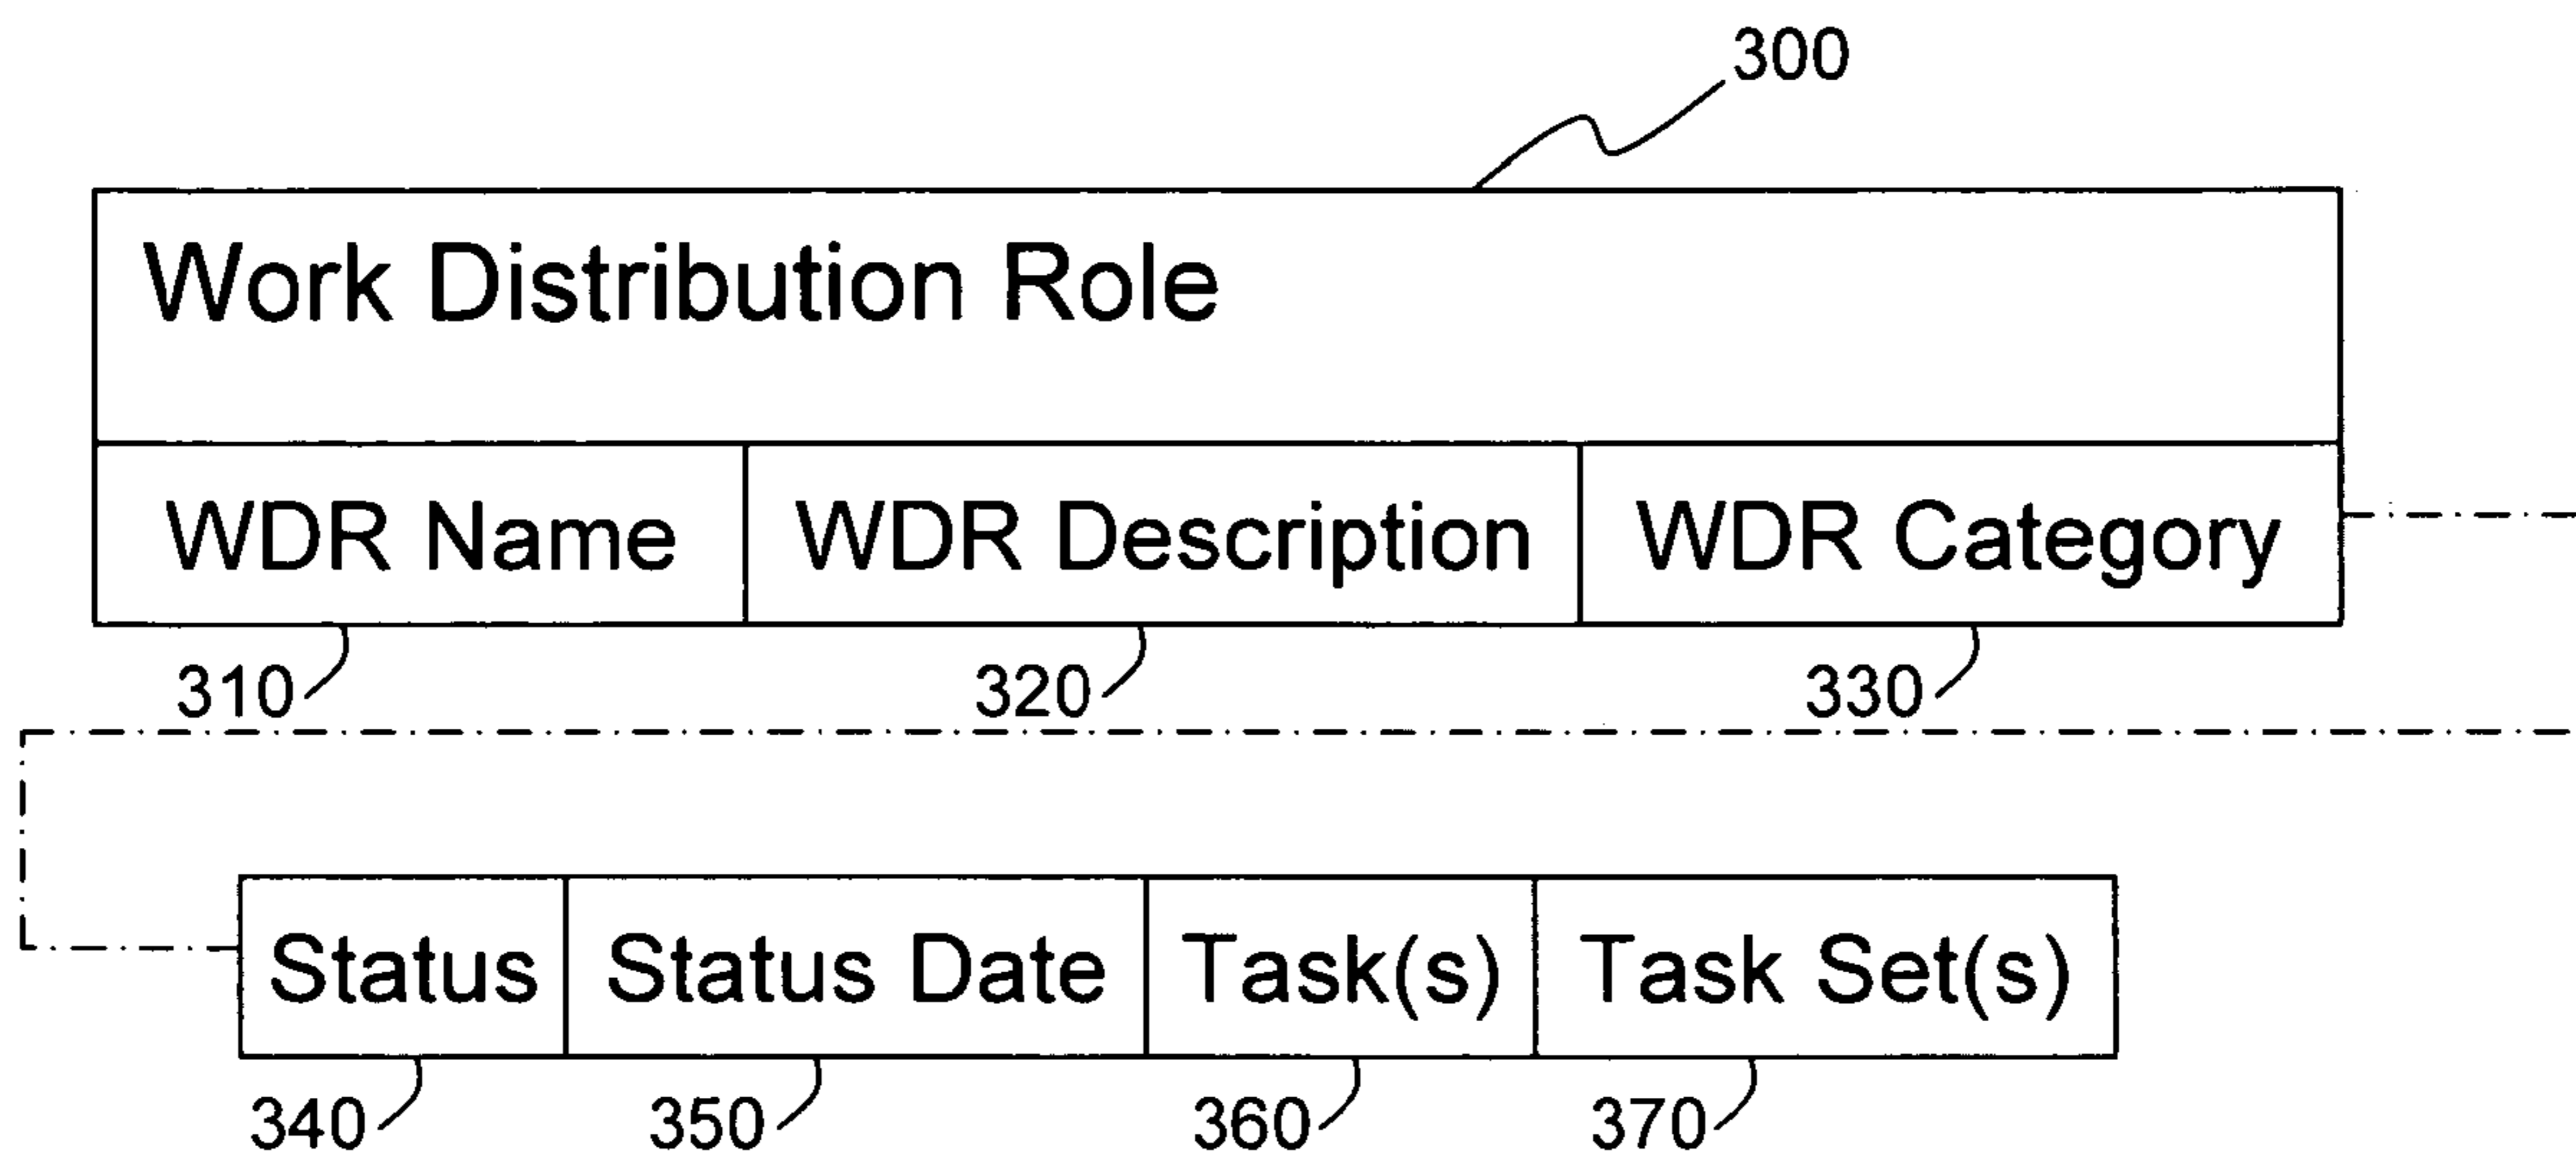 300
Work Distribution Role
WDR Name WDR Description WDR Category
310 320 330
Status Status Date Task(s) Task Set(s)
340 350 360 370